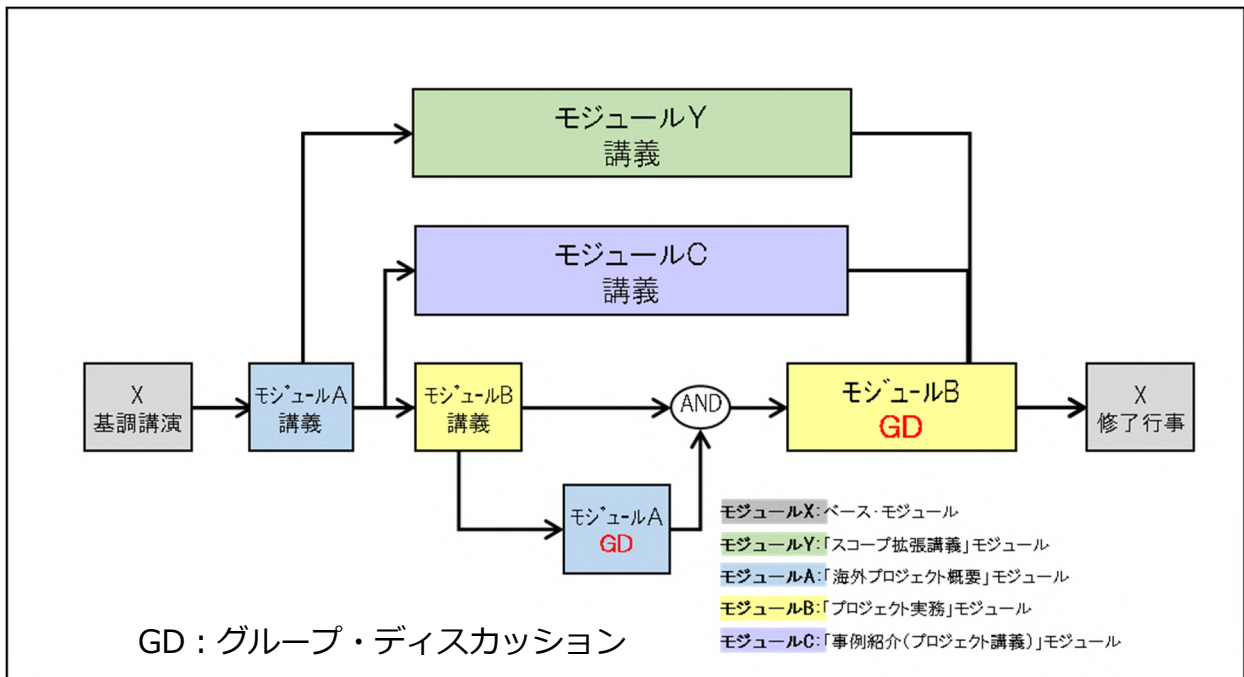 モジュールY
講義
モジュールC
講義
X
基調講演
モジュールA
講義
モジュールB
講義
AND
モジュールB
GD
X
修了行事
モジュールA
GD
モジュールX:ベース・モジュール
モジュールY:「スコープ拡張講義」モジュール
モジュールA:「海外プロジェクト概要」モジュール
モジュールB:「プロジェクト実務」モジュール
モジュールC:「事例紹介(プロジェクト講義)」モジュール
GD:グループ・ディスカッション